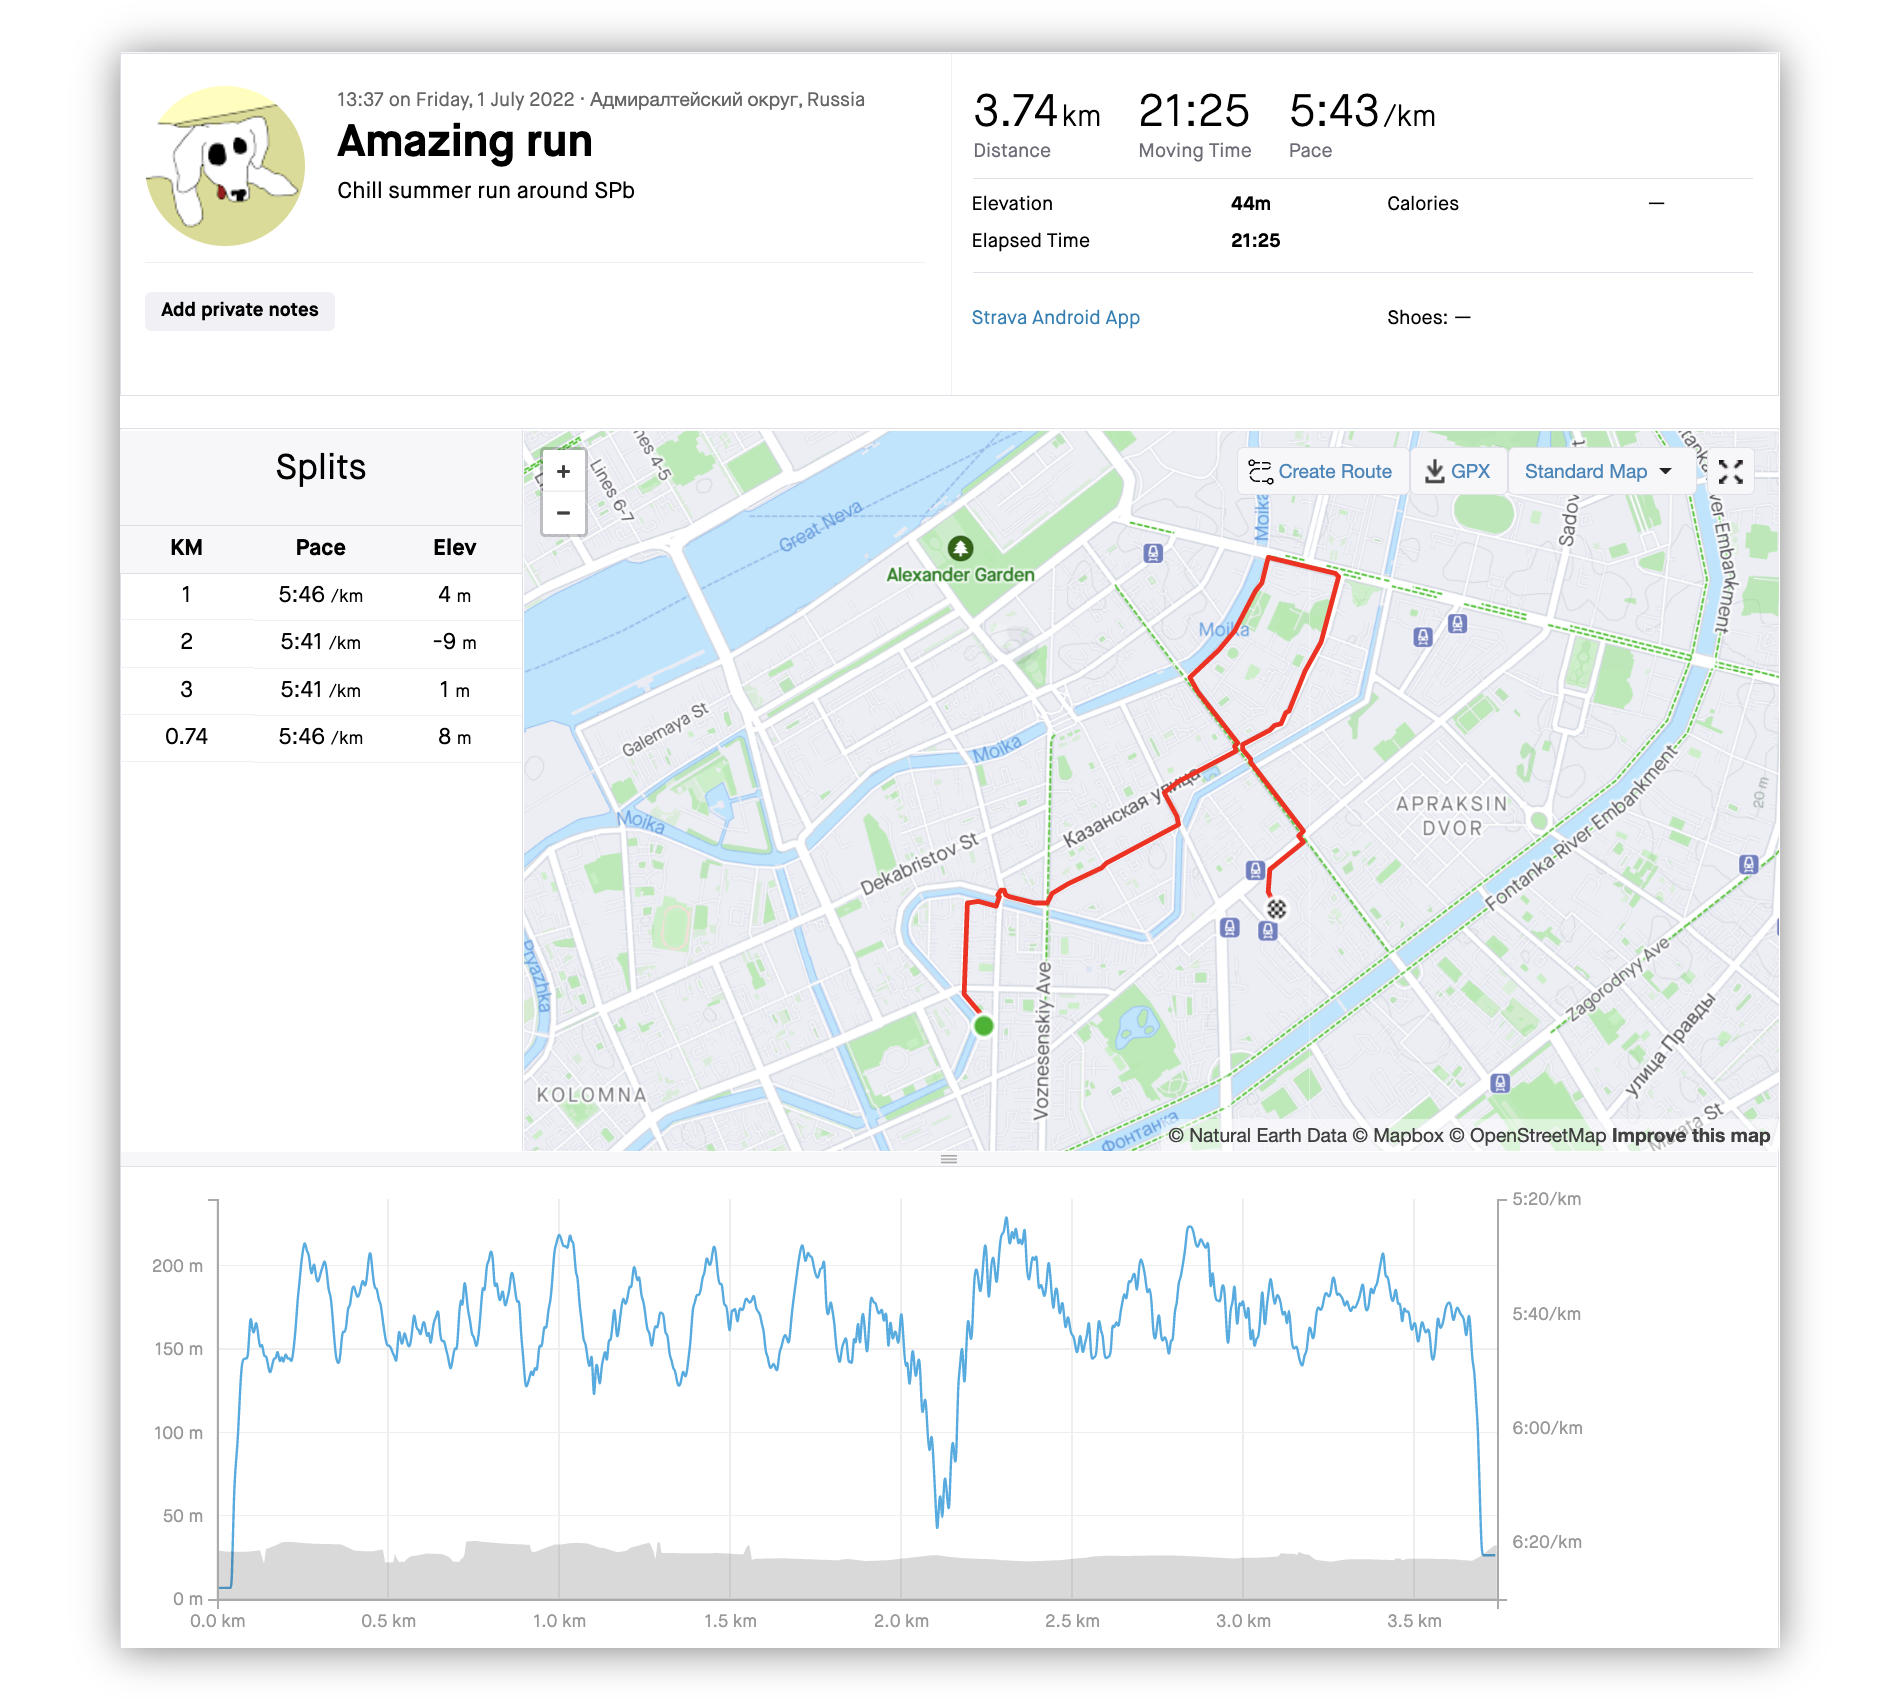 13:37 on Friday, 1 July 2022 · Адмиралтейский округ, Russia
Amazing run
Chill summer run around SPb
Add private notes
3.74 km 21:25 5:43 /km
Distance Moving Time Pace
Elevation 44m Calories —
Elapsed Time 21:25
Strava Android App Shoes: —
Splits
KM Pace Elev
1 5:46 /km 4 m
2 5:41 /km -9 m
3 5:41 /km 1 m
0.74 5:46 /km 8 m
+
−
Lines 6-7
Great Neva
Alexander Garden
Create Route
GPX
Standard Map
Moika
Moika
Galernaya St
Moika
Moika
Казанская улица
Dekabristov St
APRAKSIN
DVOR
20 m
Fontanka River Embankment
Zagorodnyy Ave
улица Правды
Voznesenskiy Ave
Pryazhka
KOLOMNA
Фонтанка
Marata St
© Natural Earth Data © Mapbox © OpenStreetMap Improve this map
200 m
150 m
100 m
50 m
0 m
5:20/km
5:40/km
6:00/km
6:20/km
0.0 km 0.5 km 1.0 km 1.5 km 2.0 km 2.5 km 3.0 km 3.5 km